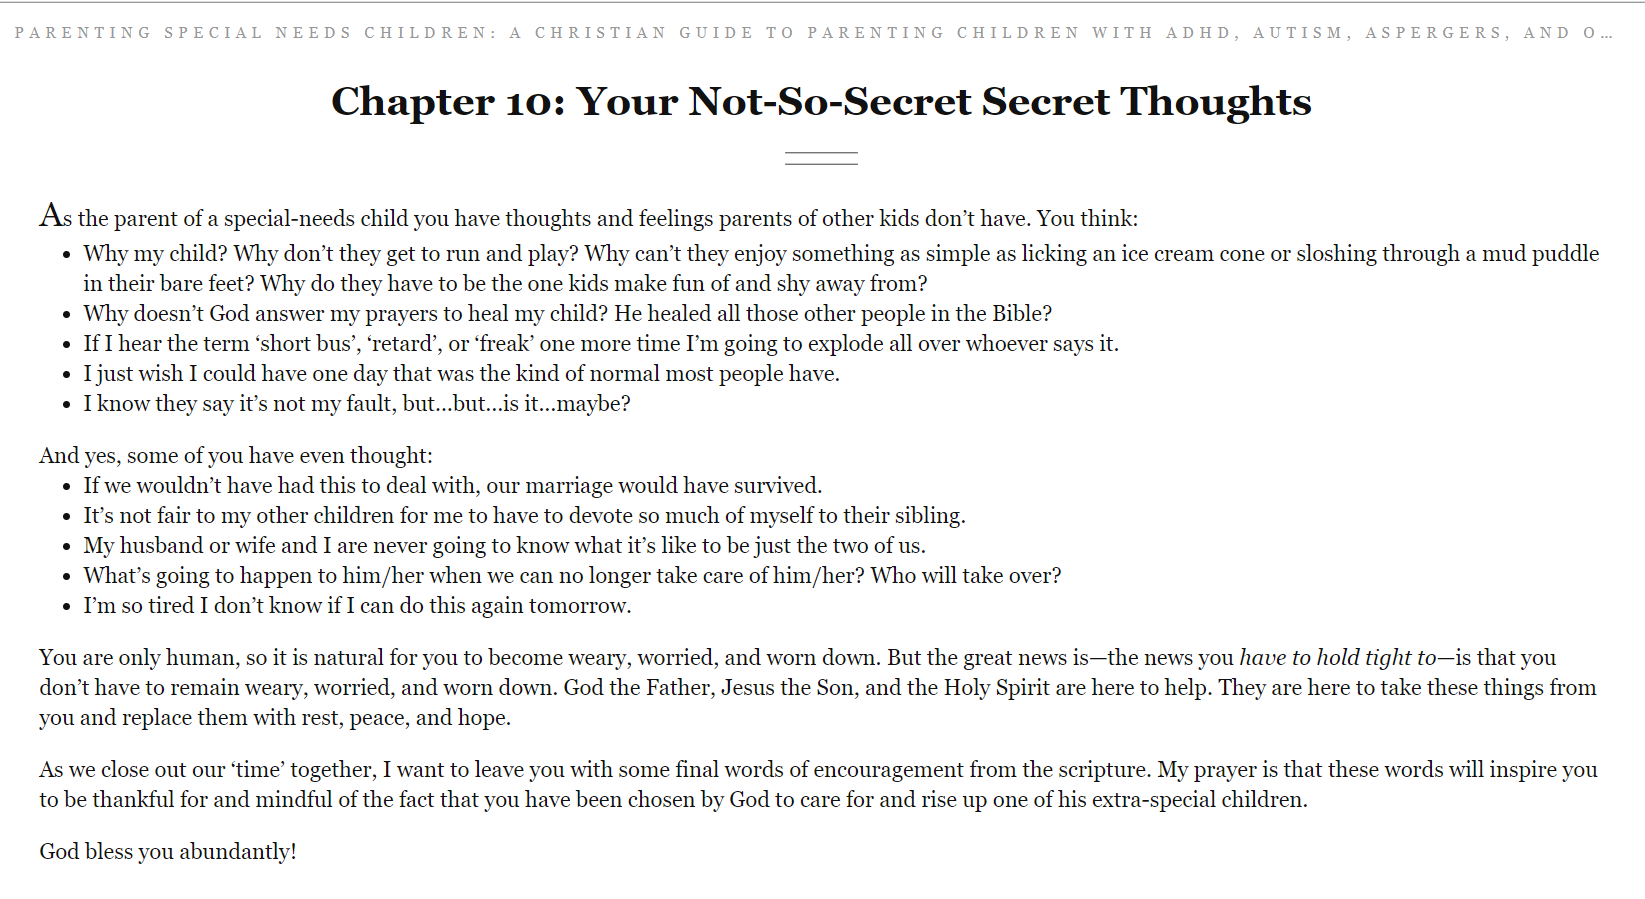 PARENTING SPECIAL NEEDS CHILDREN: A CHRISTIAN GUIDE TO PARENTING CHILDREN WITH ADHD, AUTISM, ASPERGERS, AND O...
Chapter 10: Your Not-So-Secret Secret Thoughts
As the parent of a special-needs child you have thoughts and feelings parents of other kids don’t have. You think:
• Why my child? Why don’t they get to run and play? Why can’t they enjoy something as simple as licking an ice cream cone or sloshing through a mud puddle
in their bare feet? Why do they have to be the one kids make fun of and shy away from?
• Why doesn’t God answer my prayers to heal my child? He healed all those other people in the Bible?
• If I hear the term ‘short bus’, ‘retard’, or ‘freak’ one more time I’m going to explode all over whoever says it.
• I just wish I could have one day that was the kind of normal most people have.
• I know they say it’s not my fault, but…but…is it…maybe?
And yes, some of you have even thought:
• If we wouldn’t have had this to deal with, our marriage would have survived.
• It’s not fair to my other children for me to have to devote so much of myself to their sibling.
• My husband or wife and I are never going to know what it’s like to be just the two of us.
• What’s going to happen to him/her when we can no longer take care of him/her? Who will take over?
• I’m so tired I don’t know if I can do this again tomorrow.
You are only human, so it is natural for you to become weary, worried, and worn down. But the great news is—the news you have to hold tight to—is that you
don’t have to remain weary, worried, and worn down. God the Father, Jesus the Son, and the Holy Spirit are here to help. They are here to take these things from
you and replace them with rest, peace, and hope.
As we close out our ‘time’ together, I want to leave you with some final words of encouragement from the scripture. My prayer is that these words will inspire you
to be thankful for and mindful of the fact that you have been chosen by God to care for and rise up one of his extra-special children.
God bless you abundantly!